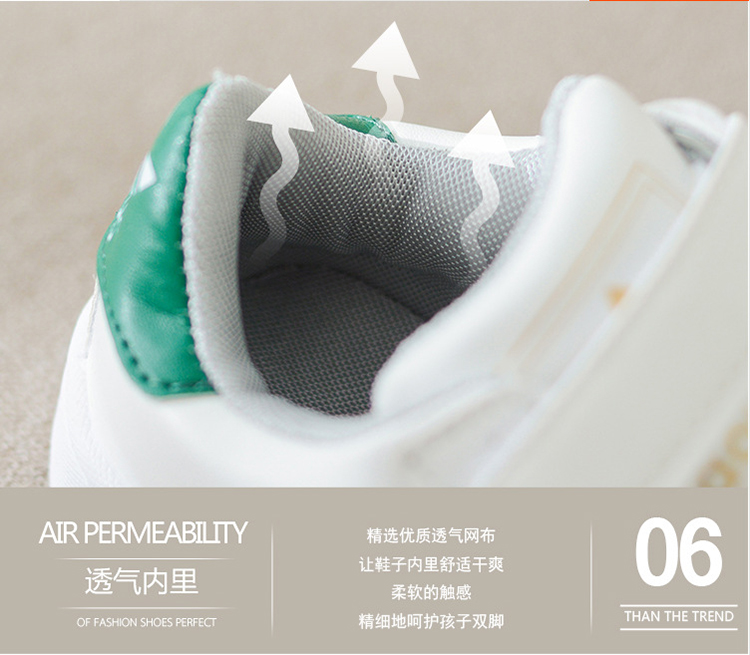 AIR PERMEABILITY
透气内里
OF FASHION SHOES PERFECT
精选优质透气网布
让鞋子内里舒适干爽
柔软的触感
精细地呵护孩子双脚
06
THAN THE TREND